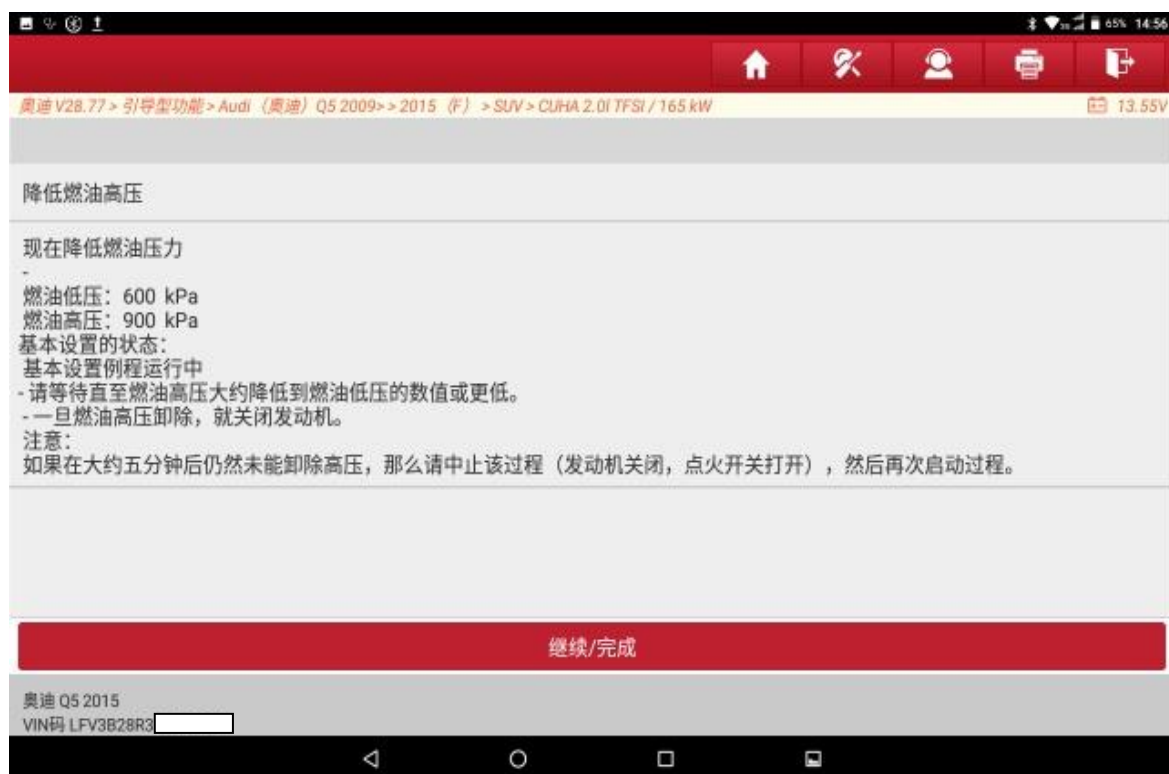 65% 14:56
奥迪 V28.77 > 引导型功能 > Audi（奥迪）Q5 2009> > 2015（F）> SUV > CUHA 2.0l TFSI / 165 kW
13.55V
降低燃油高压
现在降低燃油压力
-
燃油低压：600 kPa
燃油高压：900 kPa
基本设置的状态：
基本设置例程运行中
- 请等待直至燃油高压大约降低到燃油低压的数值或更低。
- 一旦燃油高压卸除，就关闭发动机。
注意：
如果在大约五分钟后仍然未能卸除高压，那么请中止该过程（发动机关闭，点火开关打开），然后再次启动过程。
继续/完成
奥迪 Q5 2015
VIN码 LFV3B28R3